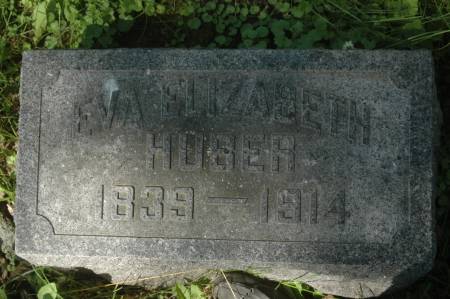 EVA ELIZABETH
HUBER
1839 — 1914